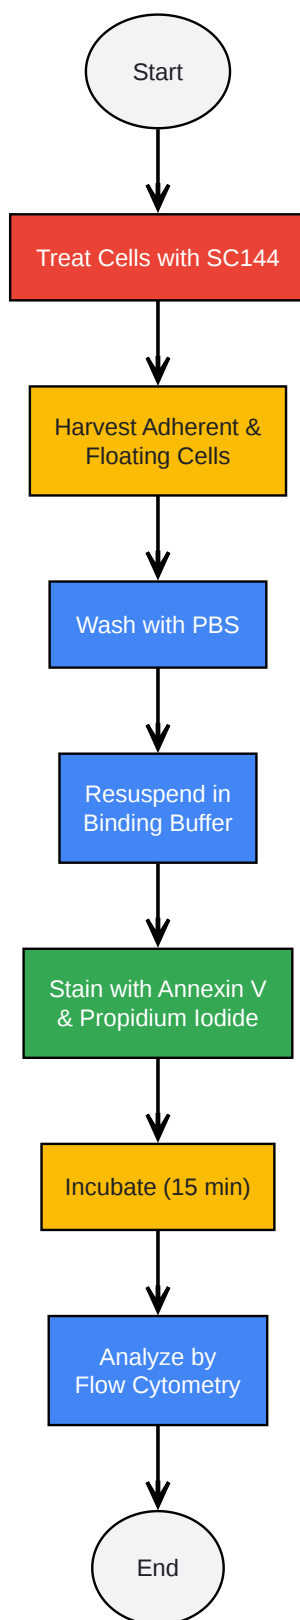 Start
Treat Cells with SC144
Harvest Adherent &
Floating Cells
Wash with PBS
Resuspend in
Binding Buffer
Stain with Annexin V
& Propidium Iodide
Incubate (15 min)
Analyze by
Flow Cytometry
End